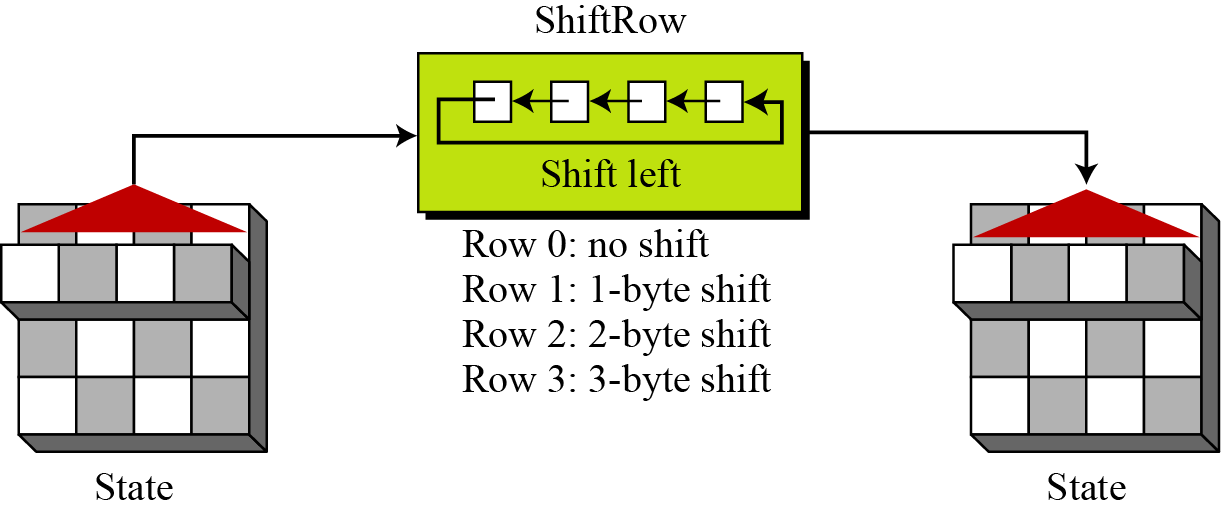 ShiftRow
Shift left
Row 0: no shift
Row 1: 1-byte shift
Row 2: 2-byte shift
Row 3: 3-byte shift
State
State